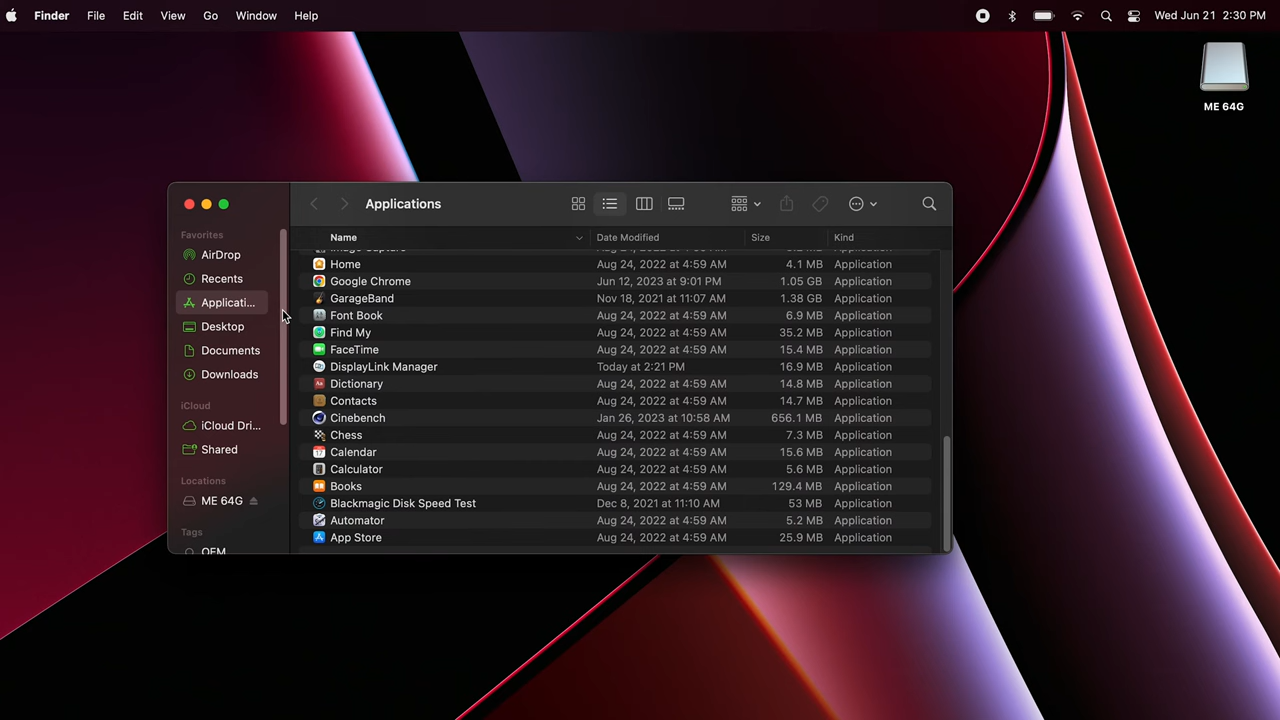 Finder File Edit View Go Window Help Wed Jun 21 2:30 PM
ME 64G
Applications
Favorites
AirDrop
Recents
Applicati...
Desktop
Documents
Downloads
iCloud
iCloud Dri...
Shared
Locations
ME 64G
Tags
OEM
Name Date Modified Size Kind
Home Aug 24, 2022 at 4:59 AM 4.1 MB Application
Google Chrome Jun 12, 2023 at 9:01 PM 1.05 GB Application
GarageBand Nov 18, 2021 at 11:07 AM 1.38 GB Application
Font Book Aug 24, 2022 at 4:59 AM 6.9 MB Application
Find My Aug 24, 2022 at 4:59 AM 35.2 MB Application
FaceTime Aug 24, 2022 at 4:59 AM 15.4 MB Application
DisplayLink Manager Today at 2:21 PM 16.9 MB Application
Dictionary Aug 24, 2022 at 4:59 AM 14.8 MB Application
Contacts Aug 24, 2022 at 4:59 AM 14.7 MB Application
Cinebench Jan 26, 2023 at 10:58 AM 656.1 MB Application
Chess Aug 24, 2022 at 4:59 AM 7.3 MB Application
Calendar Aug 24, 2022 at 4:59 AM 15.6 MB Application
Calculator Aug 24, 2022 at 4:59 AM 5.6 MB Application
Books Aug 24, 2022 at 4:59 AM 129.4 MB Application
Blackmagic Disk Speed Test Dec 8, 2021 at 11:10 AM 53 MB Application
Automator Aug 24, 2022 at 4:59 AM 5.2 MB Application
App Store Aug 24, 2022 at 4:59 AM 25.9 MB Application